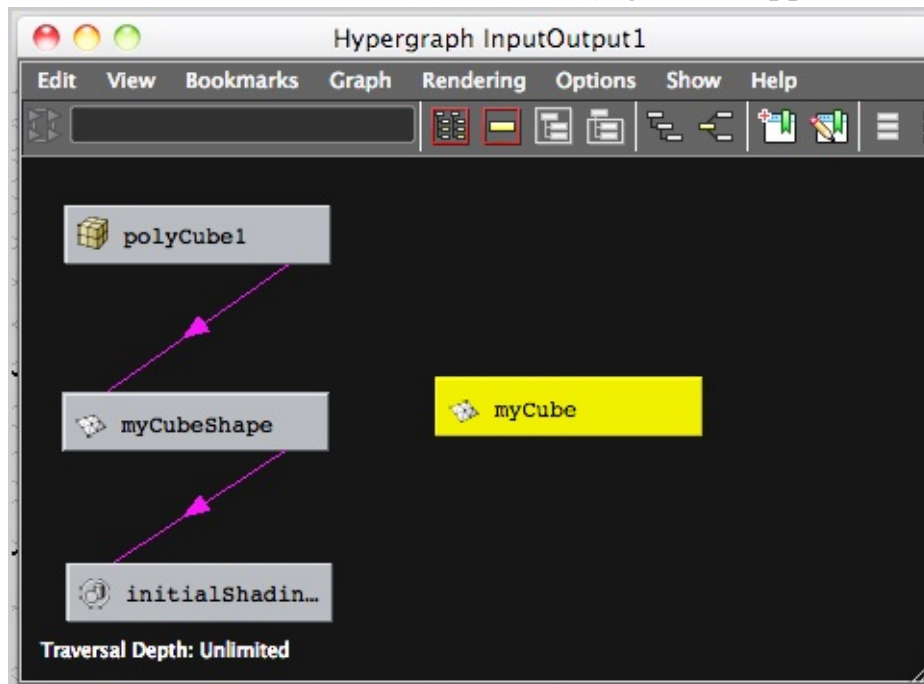 Hypergraph InputOutput1
Edit View Bookmarks Graph Rendering Options Show Help
polyCube1
myCube
myCubeShape
initialShadin…
Traversal Depth: Unlimited